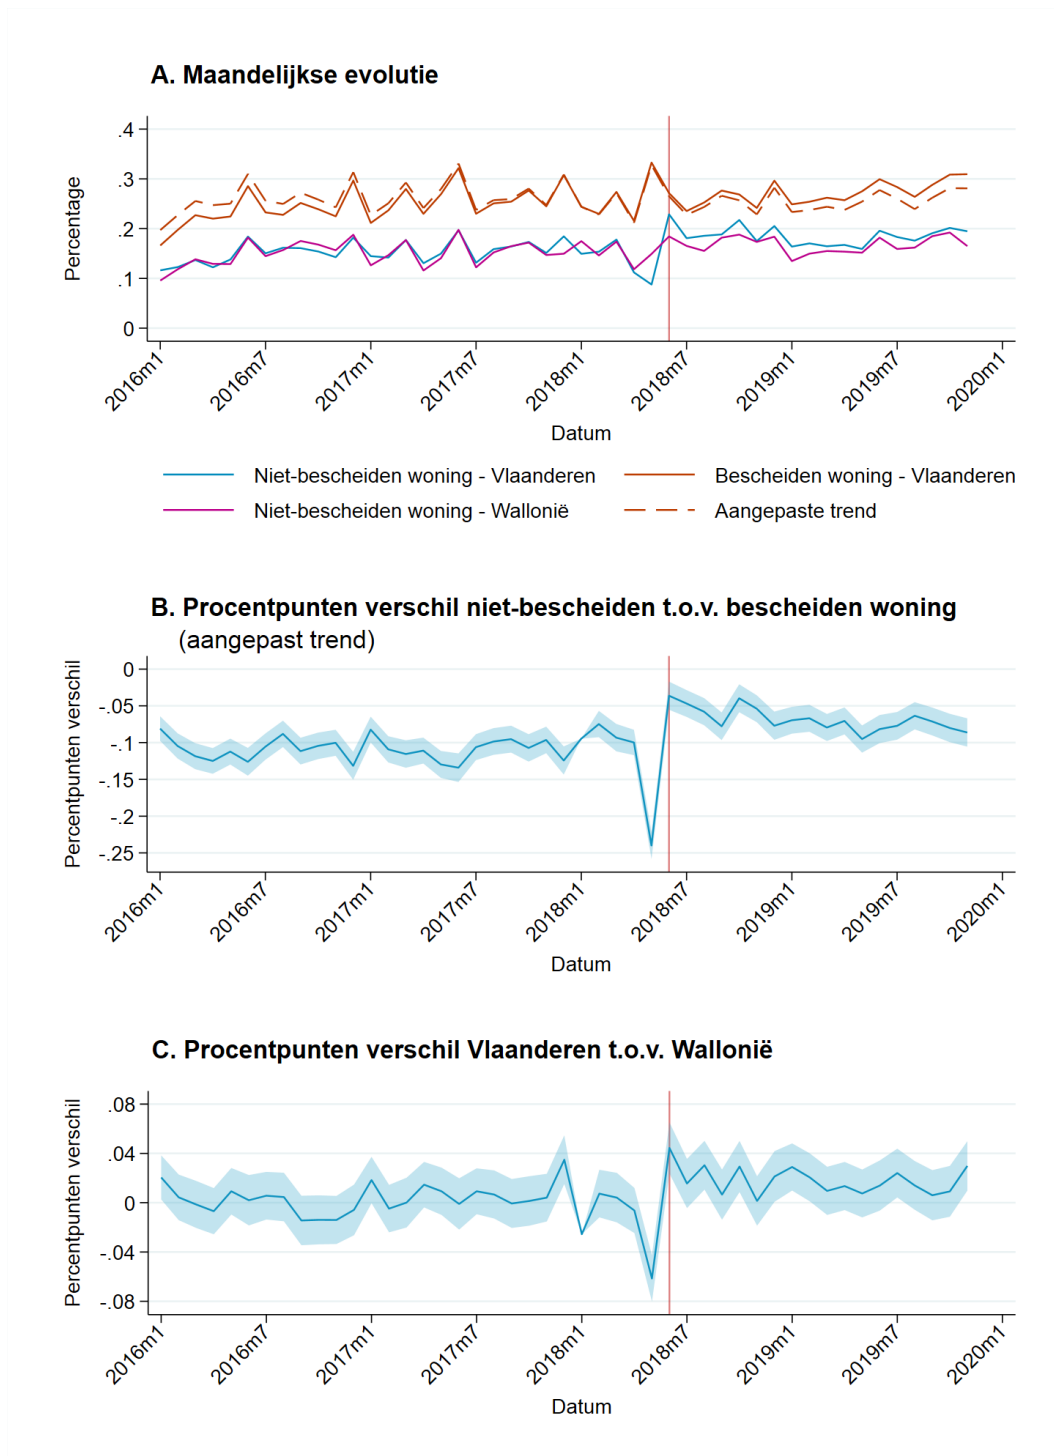 A. Maandelijkse evolutie
Percentage
.4
.3
.2
.1
0
2016m1
2016m7
2017m1
2017m7
2018m1
2018m7
2019m1
2019m7
2020m1
Datum
Niet-bescheiden woning - Vlaanderen
Bescheiden woning - Vlaanderen
Niet-bescheiden woning - Wallonië
Aangepaste trend
B. Procentpunten verschil niet-bescheiden t.o.v. bescheiden woning
(aangepast trend)
Percentpunten verschil
0
-.05
-.1
-.15
-.2
-.25
2016m1
2016m7
2017m1
2017m7
2018m1
2018m7
2019m1
2019m7
2020m1
Datum
C. Procentpunten verschil Vlaanderen t.o.v. Wallonië
Percentpunten verschil
.08
.04
0
-.04
-.08
2016m1
2016m7
2017m1
2017m7
2018m1
2018m7
2019m1
2019m7
2020m1
Datum